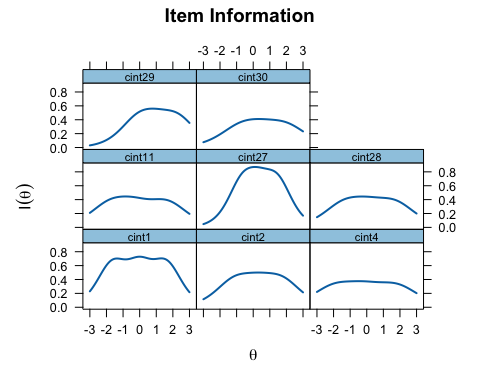 Item Information
-3 -2 -1 0 1 2 3
cint29 cint30
0.8
0.6
0.4
0.2
0.0
cint11 cint27 cint28
0.8
0.6
0.4
0.2
0.0
I(θ)
cint1 cint2 cint4
0.8
0.6
0.4
0.2
0.0
-3 -2 -1 0 1 2 3 -3 -2 -1 0 1 2 3
θ